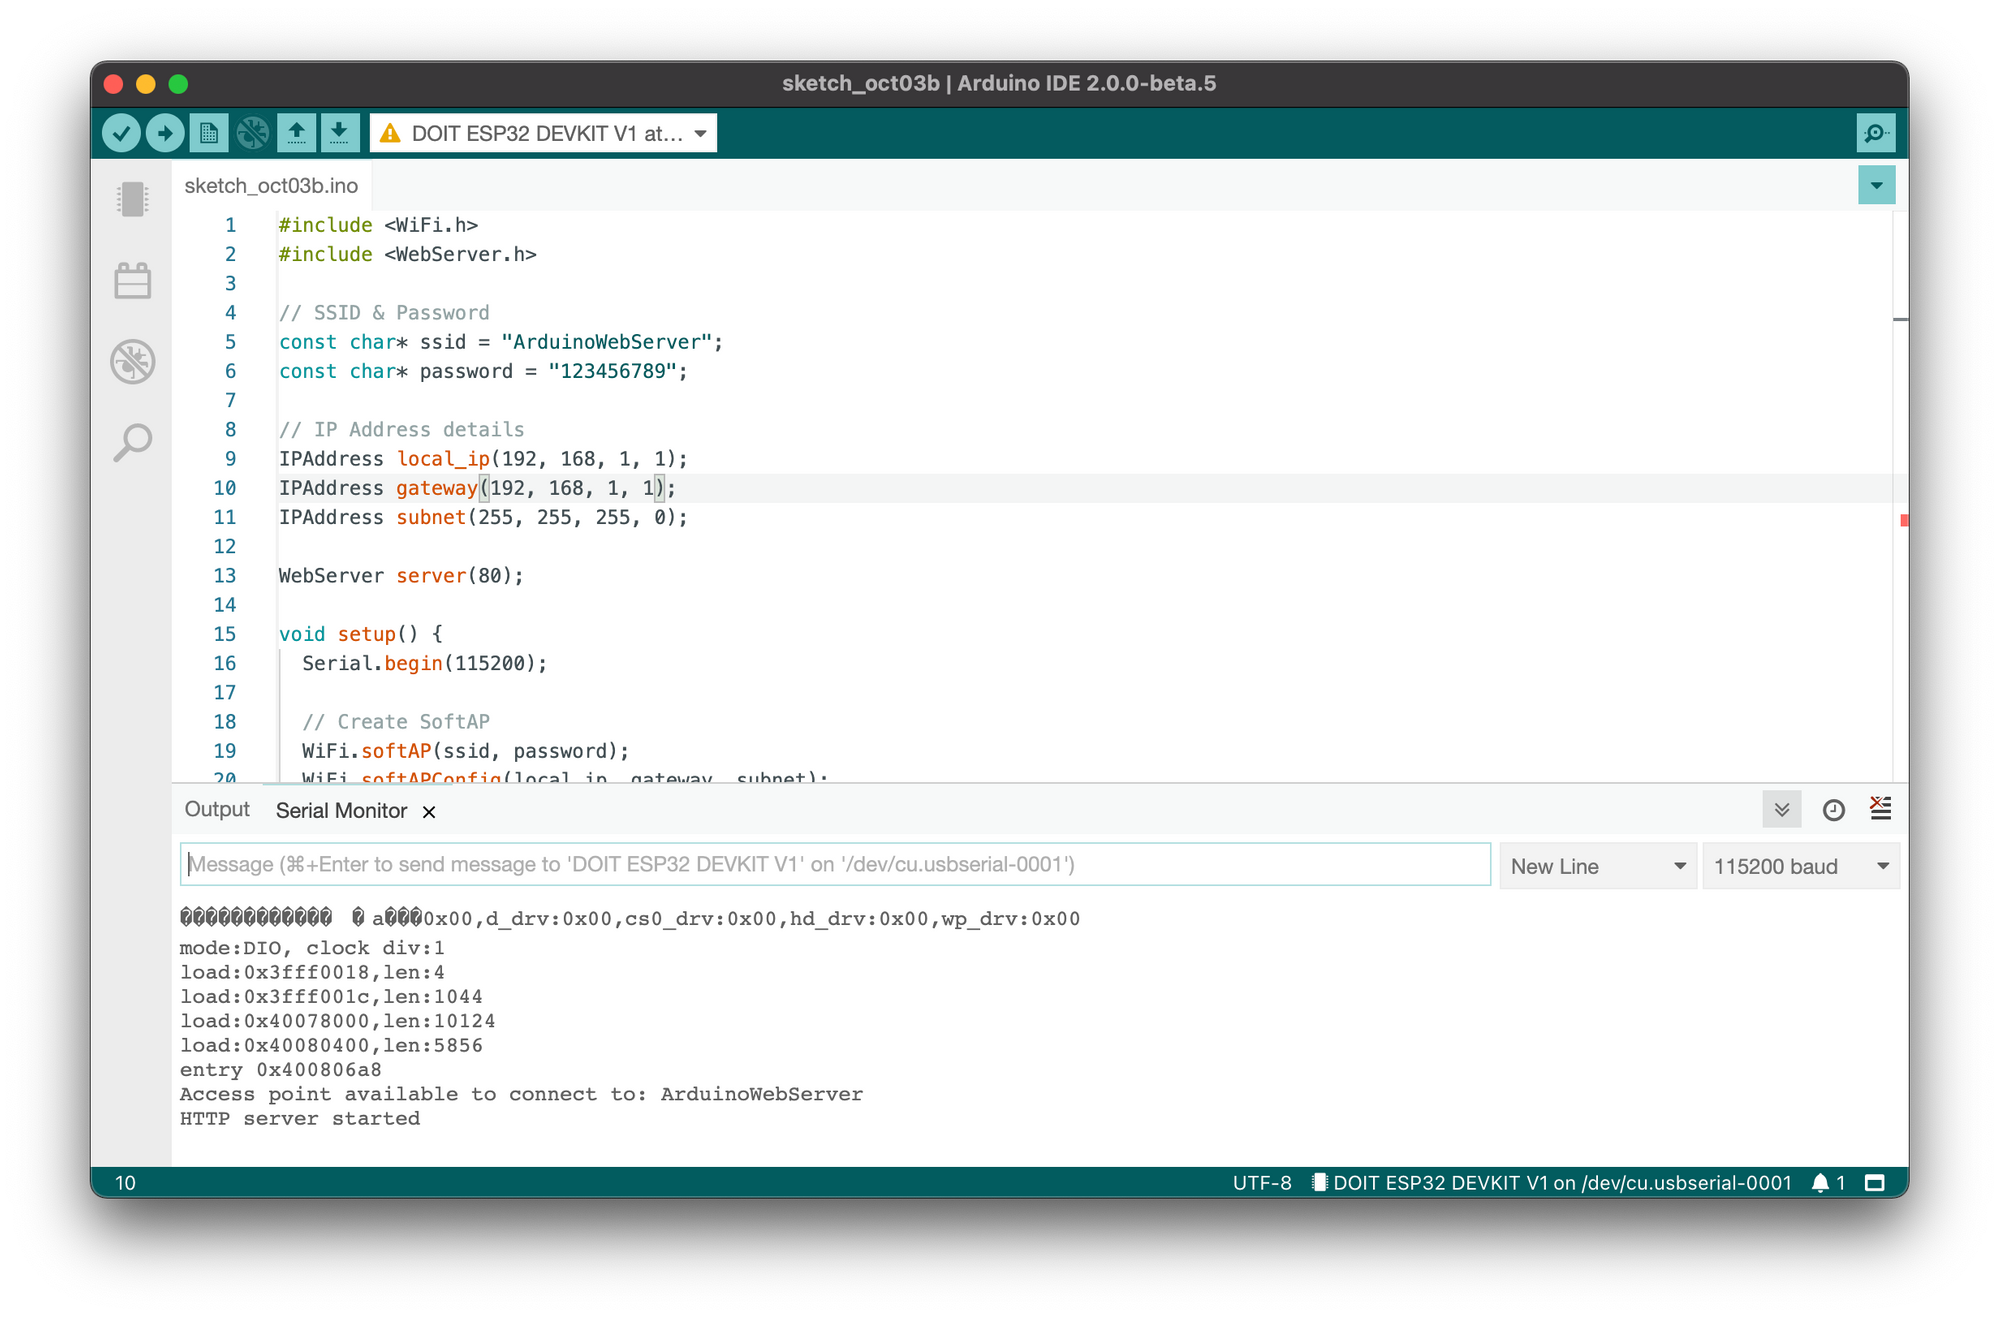 sketch_oct03b | Arduino IDE 2.0.0-beta.5
DOIT ESP32 DEVKIT V1 at...
sketch_oct03b.ino
1 #include <WiFi.h>
2 #include <WebServer.h>
3
4 // SSID & Password
5 const char* ssid = "ArduinoWebServer";
6 const char* password = "123456789";
7
8 // IP Address details
9 IPAddress local_ip(192, 168, 1, 1);
10 IPAddress gateway(192, 168, 1, 1);
11 IPAddress subnet(255, 255, 255, 0);
12
13 WebServer server(80);
14
15 void setup() {
16 Serial.begin(115200);
17
18 // Create SoftAP
19 WiFi.softAP(ssid, password);
20 WiFi.softAPConfig(local_ip, gateway, subnet);
Output Serial Monitor
Message (⌘+Enter to send message to 'DOIT ESP32 DEVKIT V1' on '/dev/cu.usbserial-0001') New Line 115200 baud
������������ � a���0x00,d_drv:0x00,cs0_drv:0x00,hd_drv:0x00,wp_drv:0x00
mode:DIO, clock div:1
load:0x3fff0018,len:4
load:0x3fff001c,len:1044
load:0x40078000,len:10124
load:0x40080400,len:5856
entry 0x400806a8
Access point available to connect to: ArduinoWebServer
HTTP server started
10 UTF-8 DOIT ESP32 DEVKIT V1 on /dev/cu.usbserial-0001 1